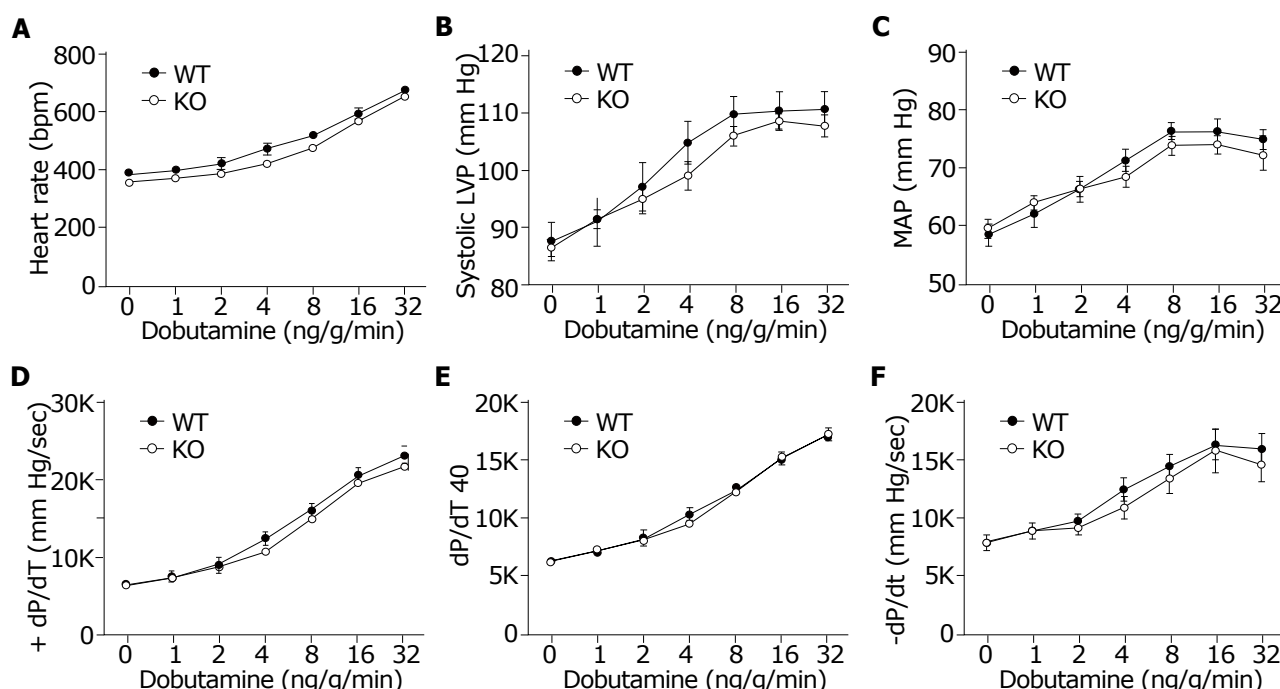 A
Heart rate (bpm)
800
600
400
200
0
WT
KO
0 1 2 4 8 16 32
Dobutamine (ng/g/min)
B
Systolic LVP (mm Hg)
120
110
100
90
80
WT
KO
0 1 2 4 8 16 32
Dobutamine (ng/g/min)
C
MAP (mm Hg)
90
80
70
60
50
WT
KO
0 1 2 4 8 16 32
Dobutamine (ng/g/min)
D
+ dP/dT (mm Hg/sec)
30K
20K
10K
0
WT
KO
0 1 2 4 8 16 32
Dobutamine (ng/g/min)
E
dP/dT 40
20K
15K
10K
5K
0
WT
KO
0 1 2 4 8 16 32
Dobutamine (ng/g/min)
F
-dP/dt (mm Hg/sec)
20K
15K
10K
5K
0
WT
KO
0 1 2 4 8 16 32
Dobutamine (ng/g/min)